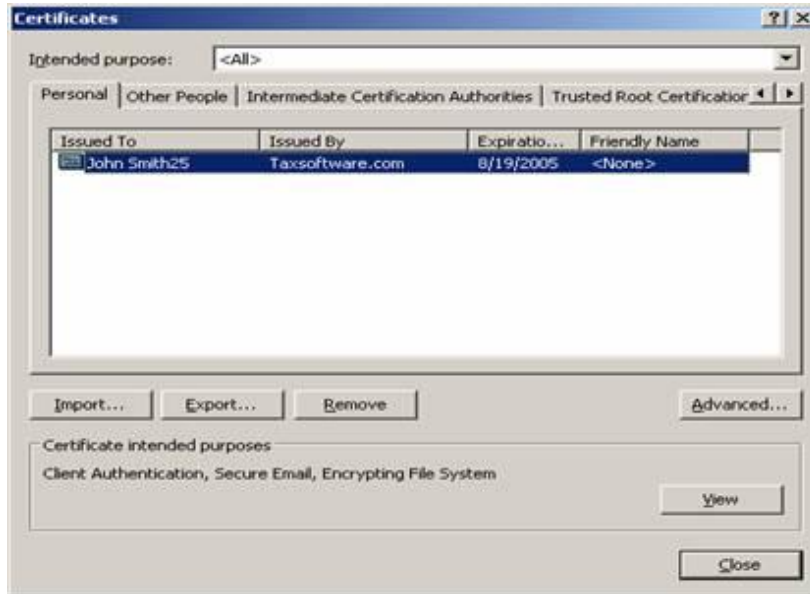 Certificates
Intended purpose: <All>
Personal Other People Intermediate Certification Authorities Trusted Root Certification
Issued To Issued By Expiratio... Friendly Name
John Smith25 Taxsoftware.com 8/19/2005 <None>
Import... Export... Remove Advanced...
Certificate intended purposes
Client Authentication, Secure Email, Encrypting File System
View
Close